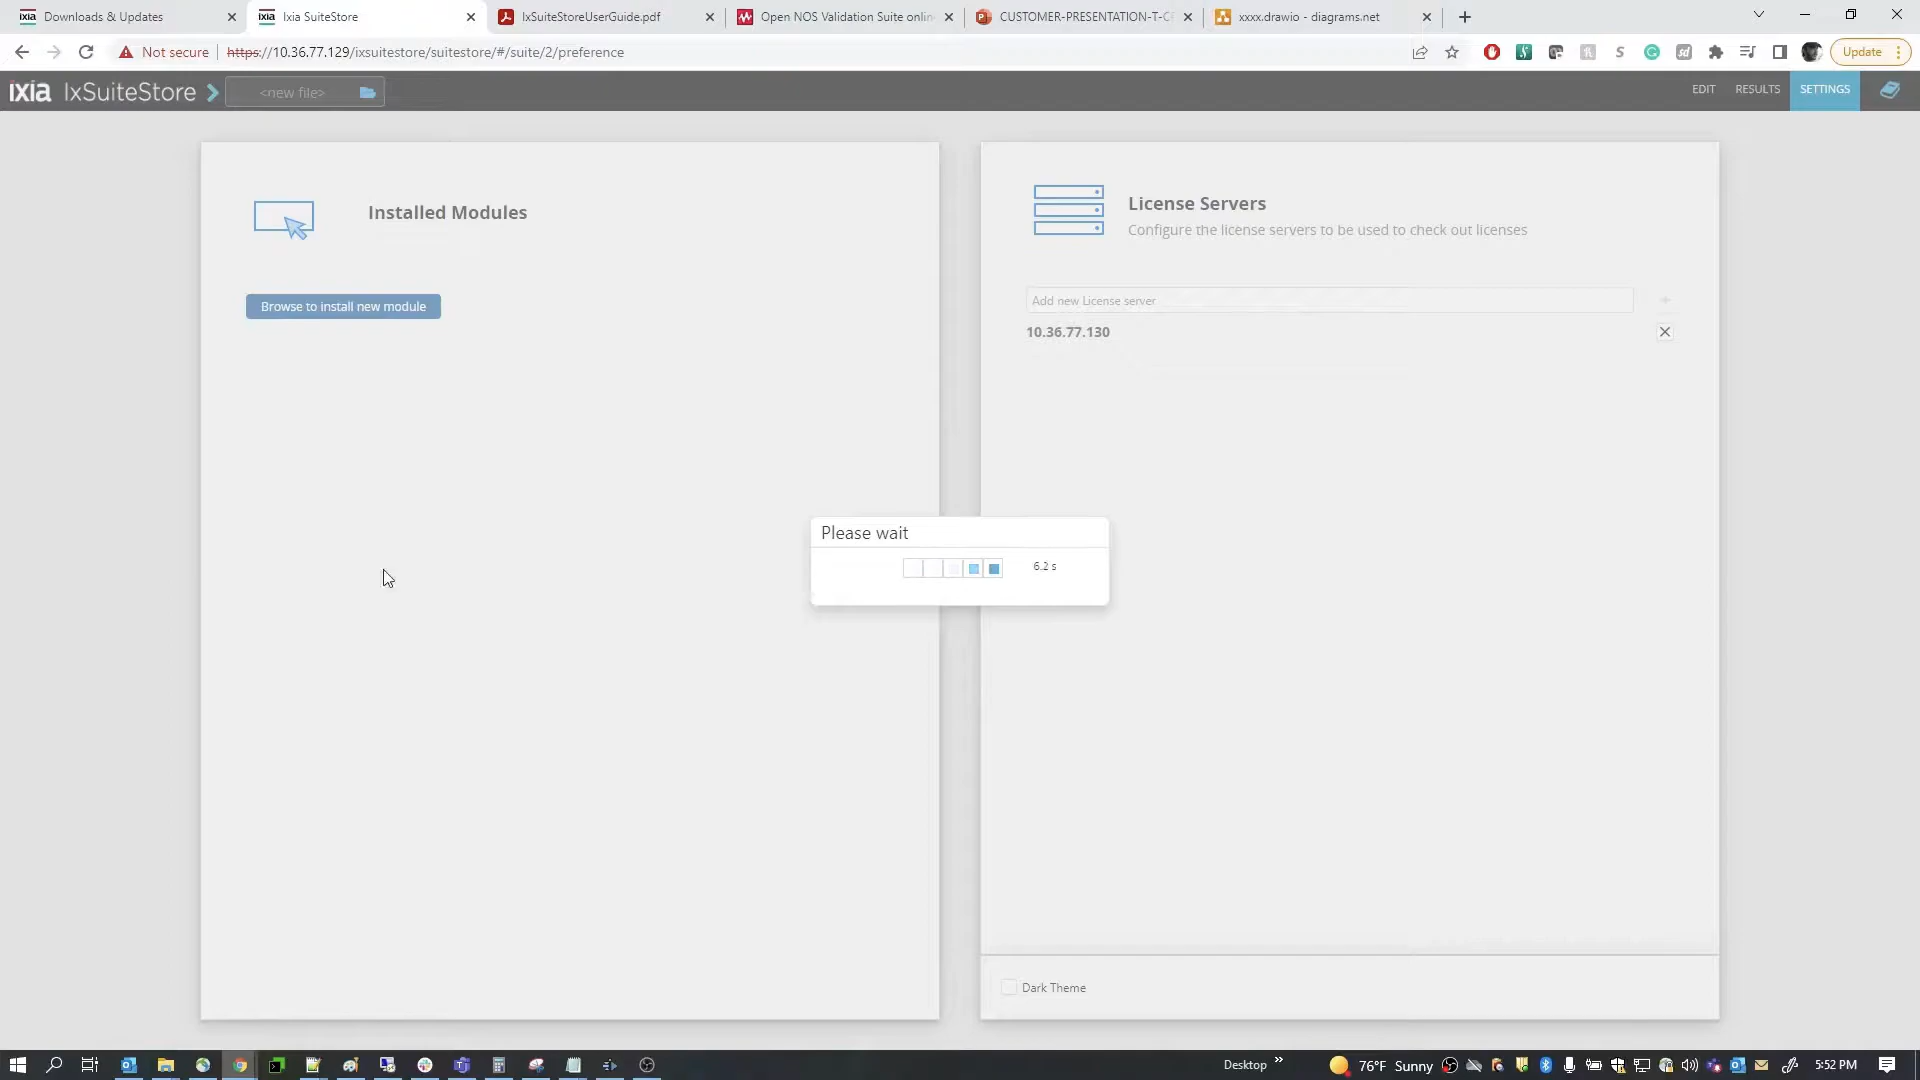 Downloads & Updates
Ixia SuiteStore
IxSuiteStoreUserGuide.pdf
Open NOS Validation Suite onlin
CUSTOMER-PRESENTATION-T-CE
xxxx.drawio - diagrams.net
Not secure
https://10.36.77.129/ixsuitestore/suitestore/#/suite/2/preference
Update
ixia IxSuiteStore
<new file>
EDIT
RESULTS
SETTINGS
Installed Modules
Browse to install new module
License Servers
Configure the license servers to be used to check out licenses
Add new License server
10.36.77.130
Please wait
6.2 s
Dark Theme
Desktop
76°F Sunny
5:52 PM